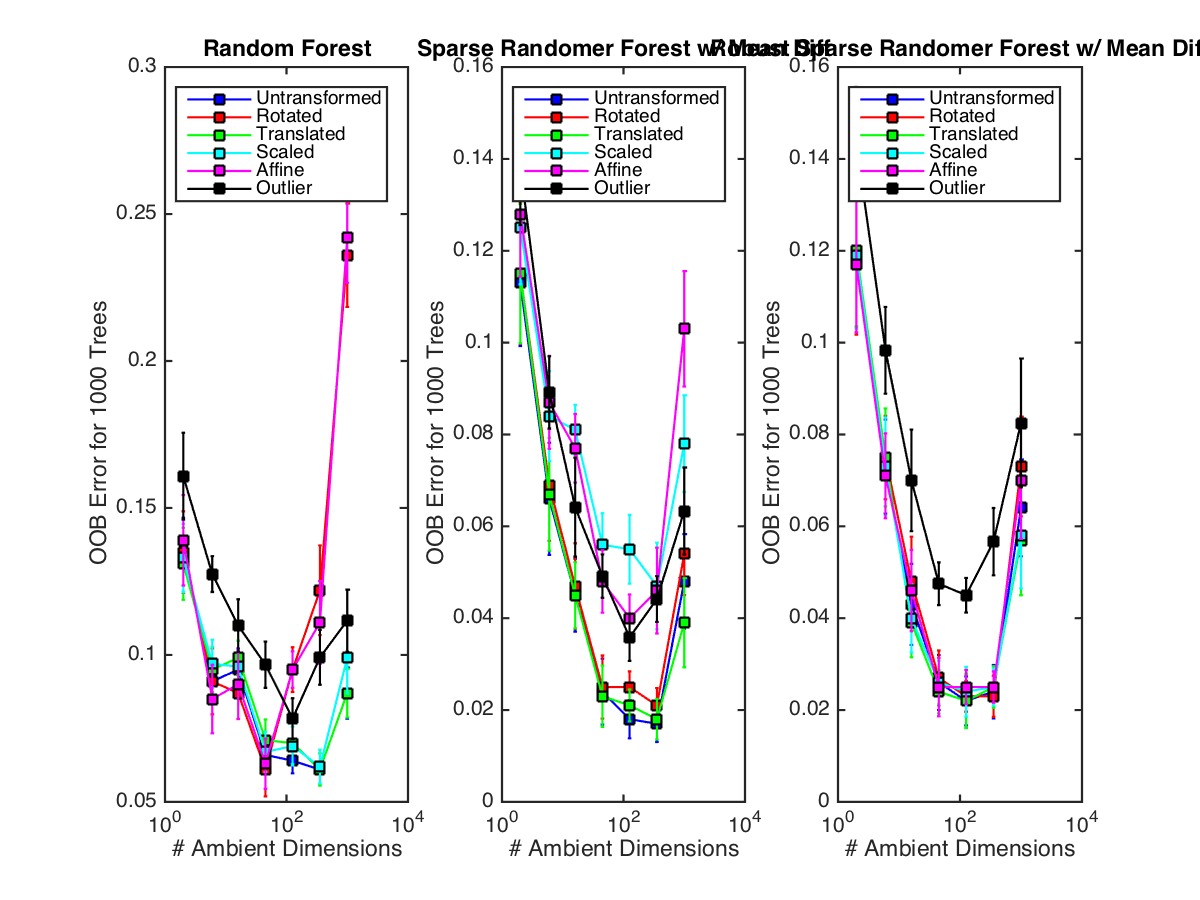 Random Forest
Sparse Randomer Forest w/ Mean Diff
Robust Sparse Randomer Forest w/ Mean Dif
0.3
0.25
0.2
0.15
0.1
0.05
10^0
10^2
10^4
# Ambient Dimensions
OOB Error for 1000 Trees
Untransformed
Rotated
Translated
Scaled
Affine
Outlier
0.16
0.14
0.12
0.1
0.08
0.06
0.04
0.02
0
10^0
10^2
10^4
# Ambient Dimensions
OOB Error for 1000 Trees
Untransformed
Rotated
Translated
Scaled
Affine
Outlier
0.16
0.14
0.12
0.1
0.08
0.06
0.04
0.02
0
10^0
10^2
10^4
# Ambient Dimensions
OOB Error for 1000 Trees
Untransformed
Rotated
Translated
Scaled
Affine
Outlier